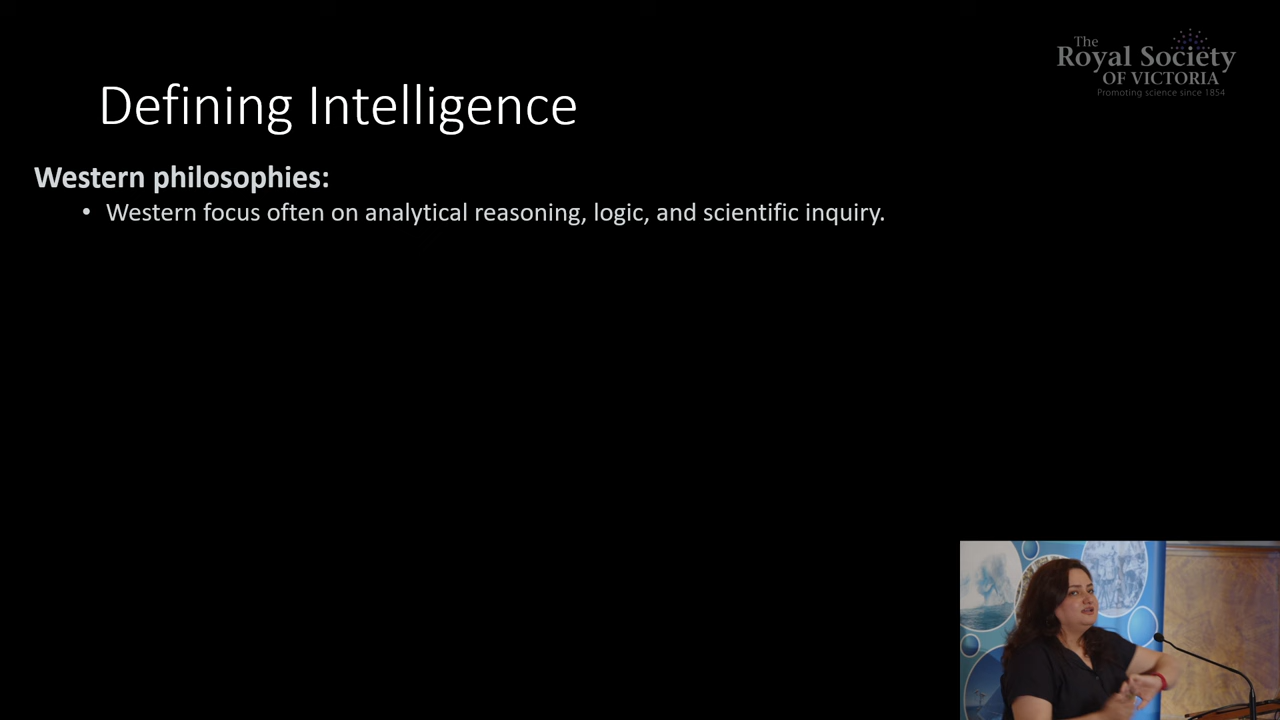 The
Royal Society
OF VICTORIA
Promoting science since 1854
Defining Intelligence
Western philosophies:
• Western focus often on analytical reasoning, logic, and scientific inquiry.